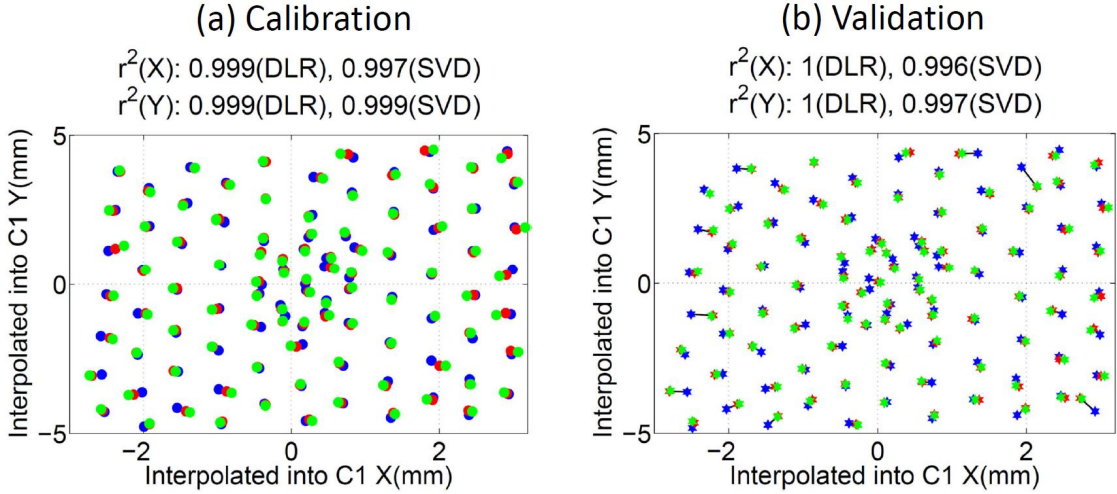 (a) Calibration
r²(X): 0.999(DLR), 0.997(SVD)
r²(Y): 0.999(DLR), 0.999(SVD)
5
0
−5
−2
0
2
Interpolated into C1 Y(mm)
Interpolated into C1 X(mm)
(b) Validation
r²(X): 1(DLR), 0.996(SVD)
r²(Y): 1(DLR), 0.997(SVD)
5
0
−5
−2
0
2
Interpolated into C1 Y(mm)
Interpolated into C1 X(mm)